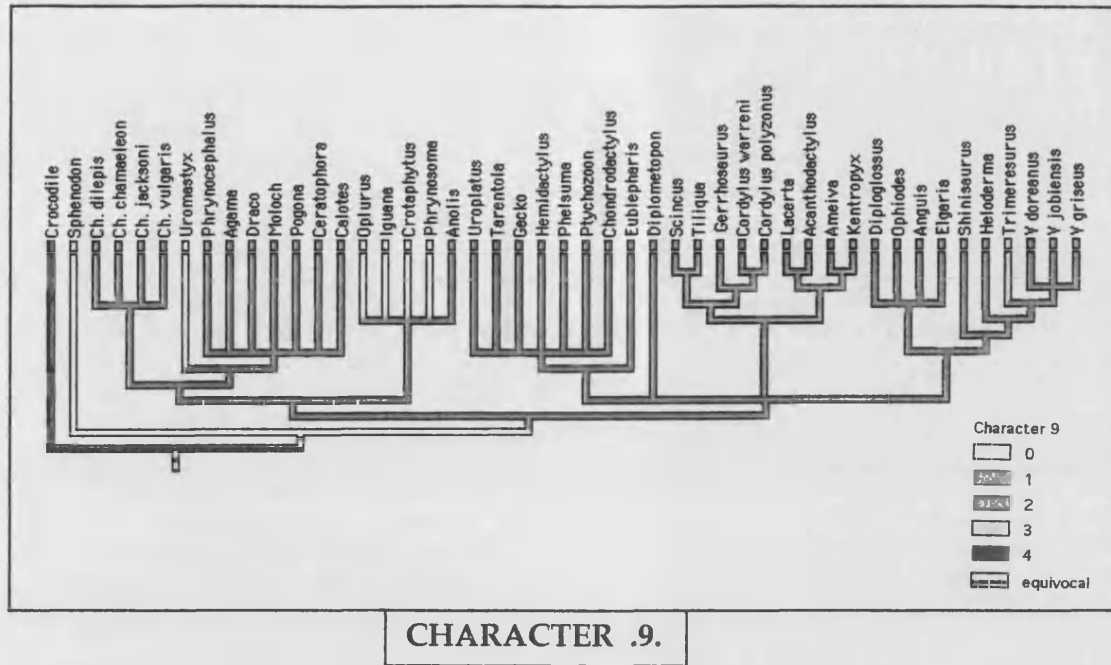 Crocodile
Sphenodon
Ch. dilepis
Ch. chamaeleon
Ch. jacksoni
Ch. vulgaris
Uromastyx
Phrynocephalus
Agama
Draco
Moloch
Pogona
Ceratophora
Calotes
Oplurus
Iguana
Crotaphytus
Phrynosoma
Anolis
Uroplatus
Tarentola
Gecko
Hemidactylus
Phelsuma
Ptychozoon
Chondrodactylus
Eublepharis
Diplometopon
Scincus
Tiliqua
Gerrhosaurus
Cordylus warreni
Cordylus polyzonus
Lacerta
Acanthodactylus
Ameiva
Kentropyx
Diploglossus
Ophiodes
Anguis
Elgaria
Shinisaurus
Heloderma
Trimeresurus
V doreanus
V jobiensis
V griseus
Character 9
0
1
2
3
4
equivocal
CHARACTER .9.